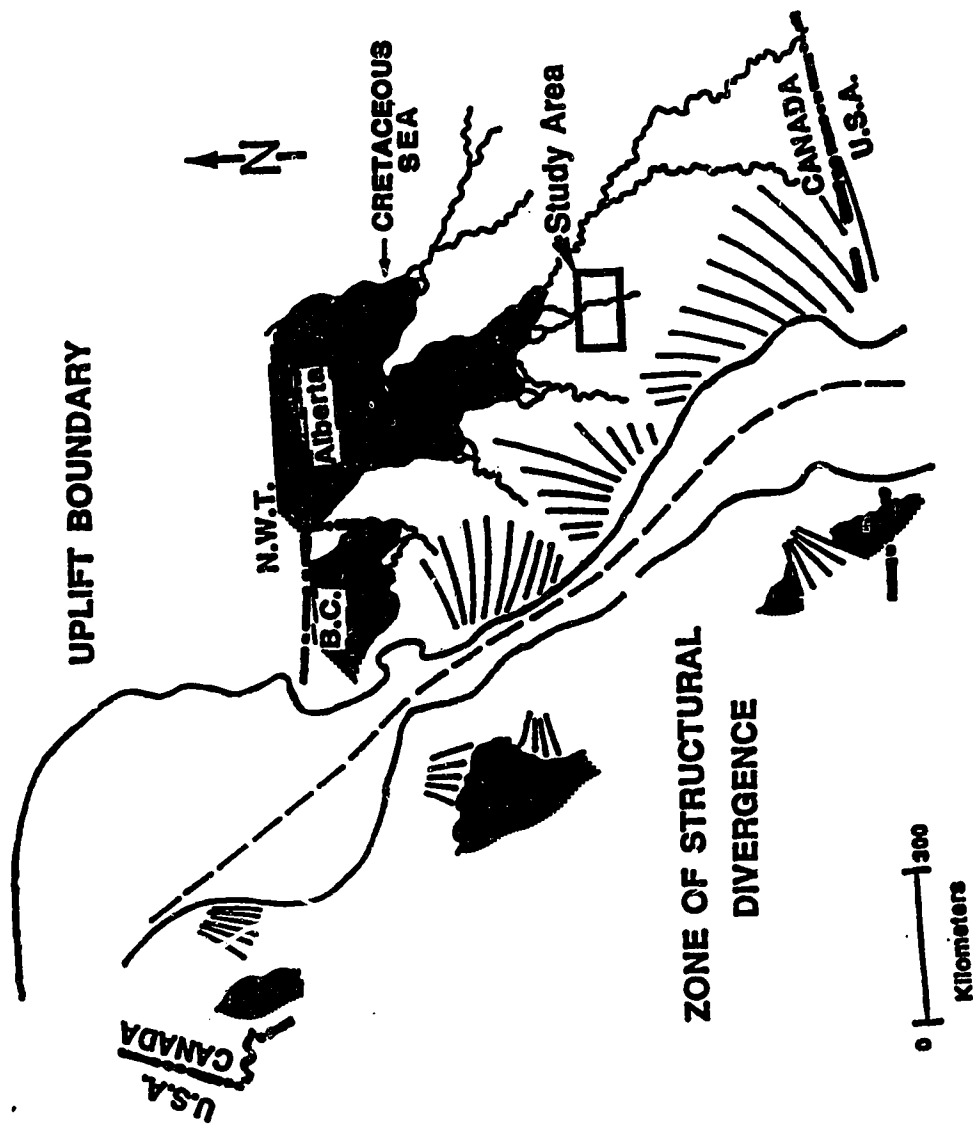 UPLIFT BOUNDARY
N
CRETACEOUS
SEA
N.W.T.
Alberta
B.C.
Study Area
CANADA
U.S.A.
U.S.A.
CANADA
ZONE OF STRUCTURAL
DIVERGENCE
0
300
Kilometers